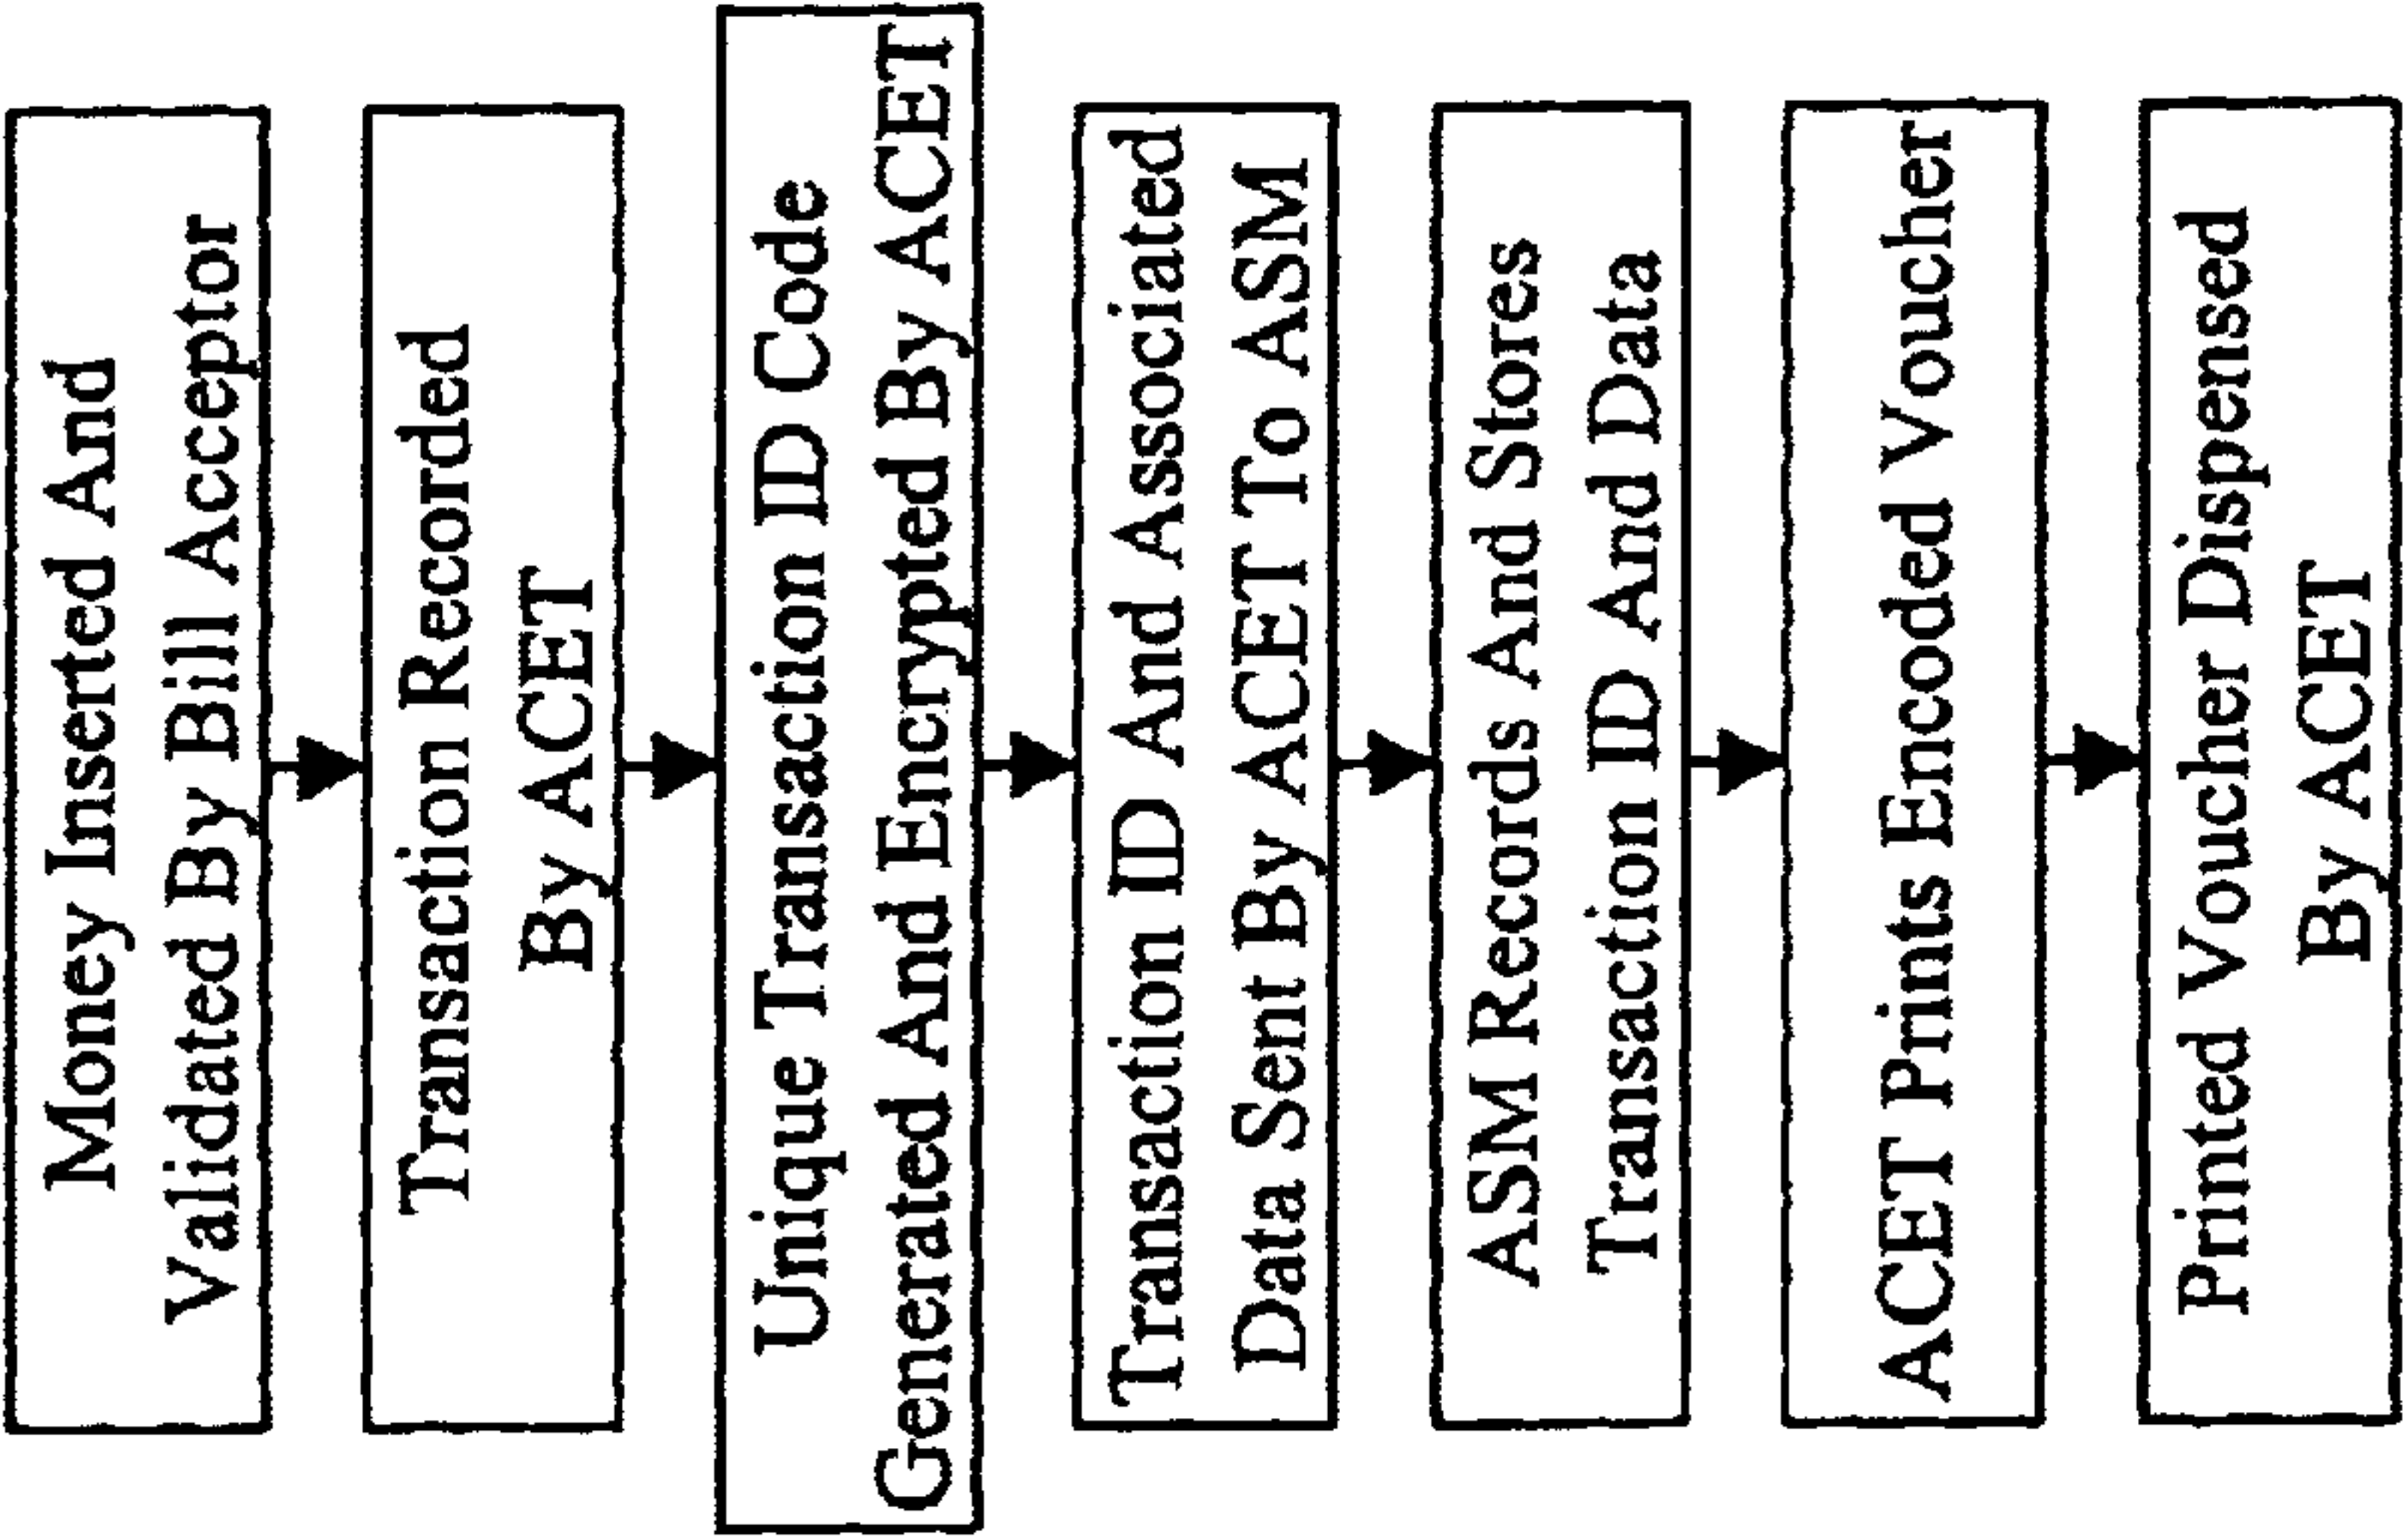 Money Inserted And
Validated By Bill Acceptor
Transaction Recorded
By ACET
Unique Transaction ID Code
Generated And Encrypted By ACET
Transaction ID And Associated
Data Sent By ACET To ASM
ASM Records And Stores
Transaction ID And Data
ACET Prints Encoded Voucher
Printed Voucher Dispensed
By ACET